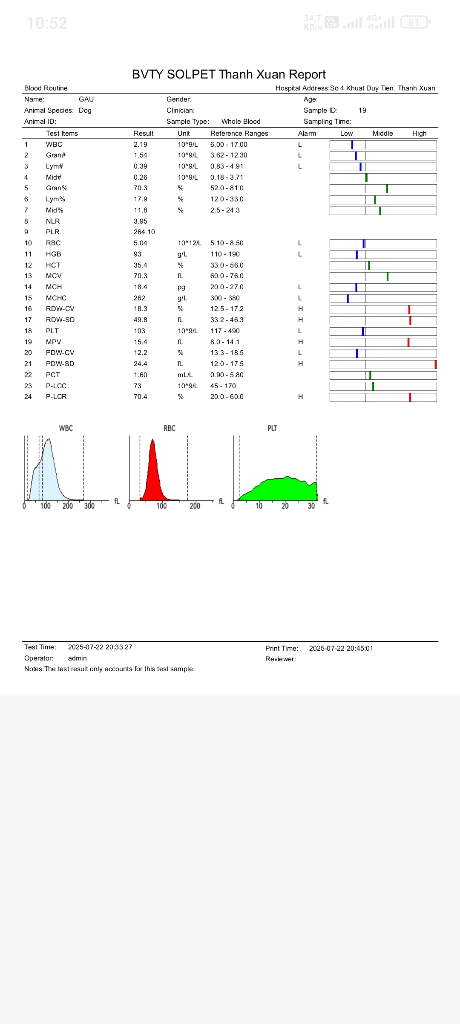 10:52
34,7 KB/s 4G+ 81
BVTY SOLPET Thanh Xuan Report
Blood Routine Hospital Address:So 4 Khuat Duy Tien, Thanh Xuan
Name: GAU Gender: Age:
Animal Species: Dog Clinician: Sample ID: 19
Animal ID: Sample Type: Whole Blood Sampling Time:
Test Items Result Unit Reference Ranges Alarm Low Middle High
1 WBC 2.19 10^9/L 6.00 - 17.00 L
2 Gran# 1.54 10^9/L 3.62 - 12.30 L
3 Lym# 0.39 10^9/L 0.83 - 4.91 L
4 Mid# 0.26 10^9/L 0.18 - 3.71
5 Gran% 70.3 % 52.0 - 81.0
6 Lym% 17.9 % 12.0 - 33.0
7 Mid% 11.8 % 2.5 - 24.3
8 NLR 3.95
9 PLR 264.10
10 RBC 5.04 10^12/L 5.10 - 8.50 L
11 HGB 93 g/L 110 - 190 L
12 HCT 35.4 % 33.0 - 56.0
13 MCV 70.3 fL 60.0 - 76.0
14 MCH 18.4 pg 20.0 - 27.0 L
15 MCHC 262 g/L 300 - 380 L
16 RDW-CV 18.3 % 12.5 - 17.2 H
17 RDW-SD 49.8 fL 33.2 - 46.3 H
18 PLT 103 10^9/L 117 - 490 L
19 MPV 15.4 fL 8.0 - 14.1 H
20 PDW-CV 12.2 % 13.3 - 18.5 L
21 PDW-SD 24.4 fL 12.0 - 17.5 H
22 PCT 1.60 mL/L 0.90 - 5.80
23 P-LCC 73 10^9/L 45 - 170
24 P-LCR 70.4 % 20.0 - 60.0 H
WBC RBC PLT
0 100 200 300 fL 0 100 200 fL 0 10 20 30 fL
Test Time: 2025-07-22 20:33:27 Print Time: 2025-07-22 20:45:01
Operator: admin Reviewer:
Notes:The test result only accounts for this test sample.